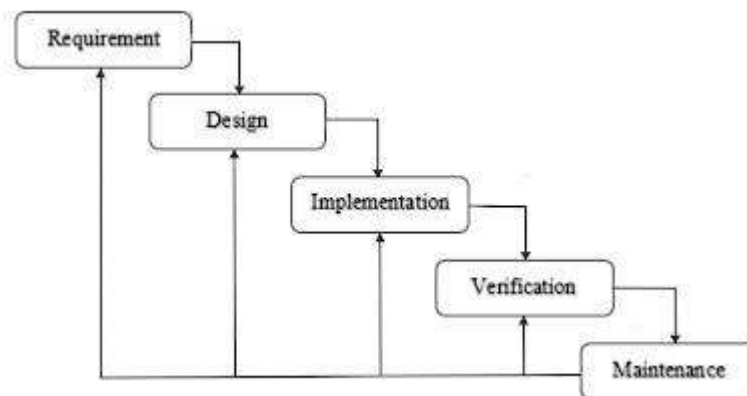 Requirement
Design
Implementation
Verification
Maintenance